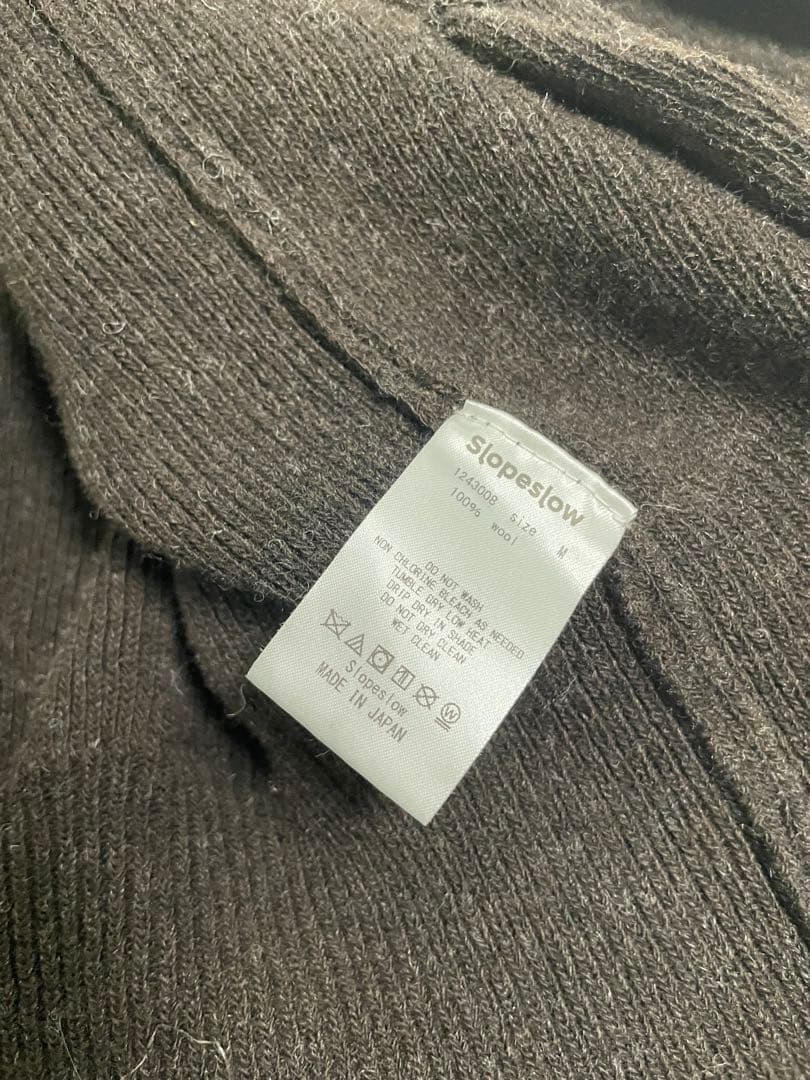 Slopeslow
1243008 size M
100% wool
DO NOT WASH
NON CHLORINE BLEACH AS NEEDED
TUMBLE DRY LOW HEAT
DRIP DRY IN SHADE
DO NOT DRY CLEAN
WET CLEAN
W
Slopeslow
MADE IN JAPAN